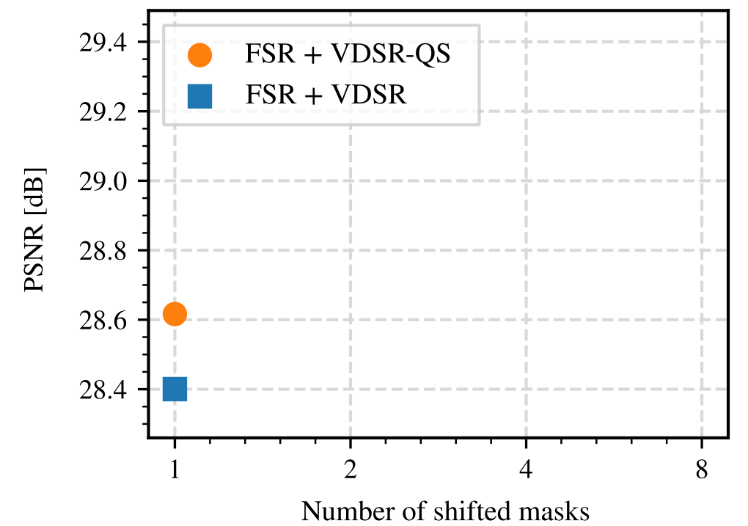 FSR + VDSR-QS
FSR + VDSR
29.4
29.2
29.0
28.8
28.6
28.4
PSNR [dB]
1 2 4 8
Number of shifted masks